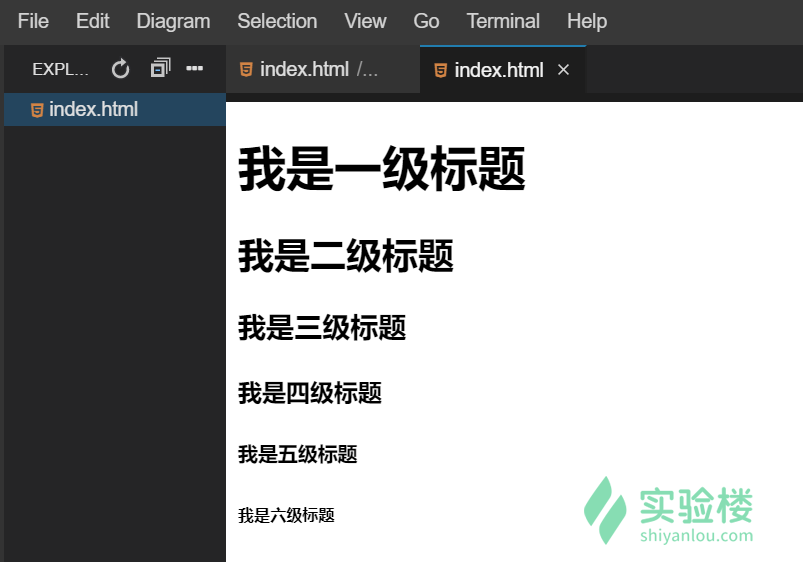 File Edit Diagram Selection View Go Terminal Help
EXPL... index.html /... index.html ×
index.html
我是一级标题
我是二级标题
我是三级标题
我是四级标题
我是五级标题
我是六级标题
实验楼
shiyanlou.com